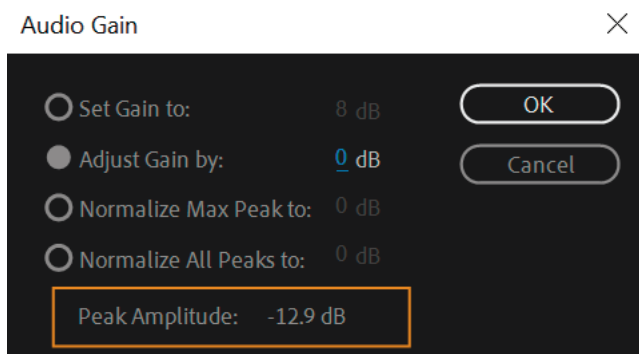 Audio Gain
Set Gain to: 8 dB
OK
Adjust Gain by: 0 dB
Cancel
Normalize Max Peak to: 0 dB
Normalize All Peaks to: 0 dB
Peak Amplitude: -12.9 dB